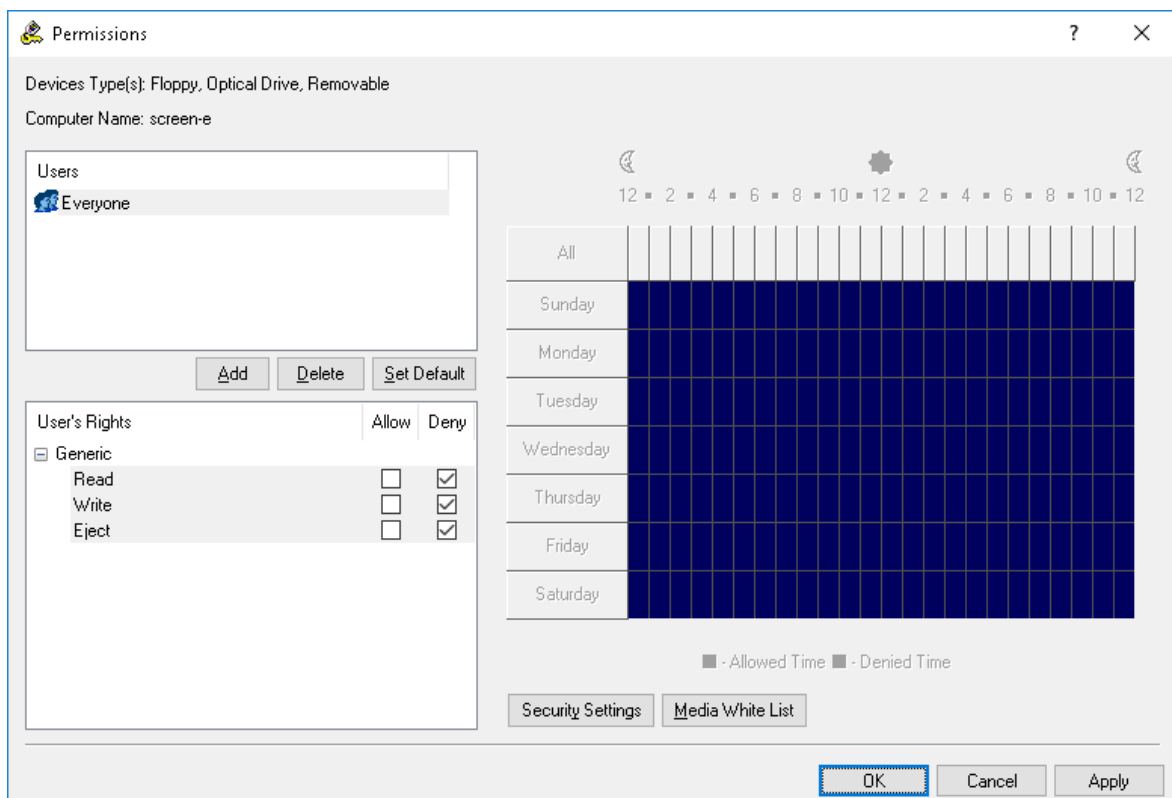 Permissions
?
Devices Type(s): Floppy, Optical Drive, Removable
Computer Name: screen-e
Users
Everyone
Add Delete Set Default
User's Rights Allow Deny
Generic
Read
Write
Eject
12 2 4 6 8 10 12 2 4 6 8 10 12
All
Sunday
Monday
Tuesday
Wednesday
Thursday
Friday
Saturday
- Allowed Time - Denied Time
Security Settings Media White List
OK Cancel Apply